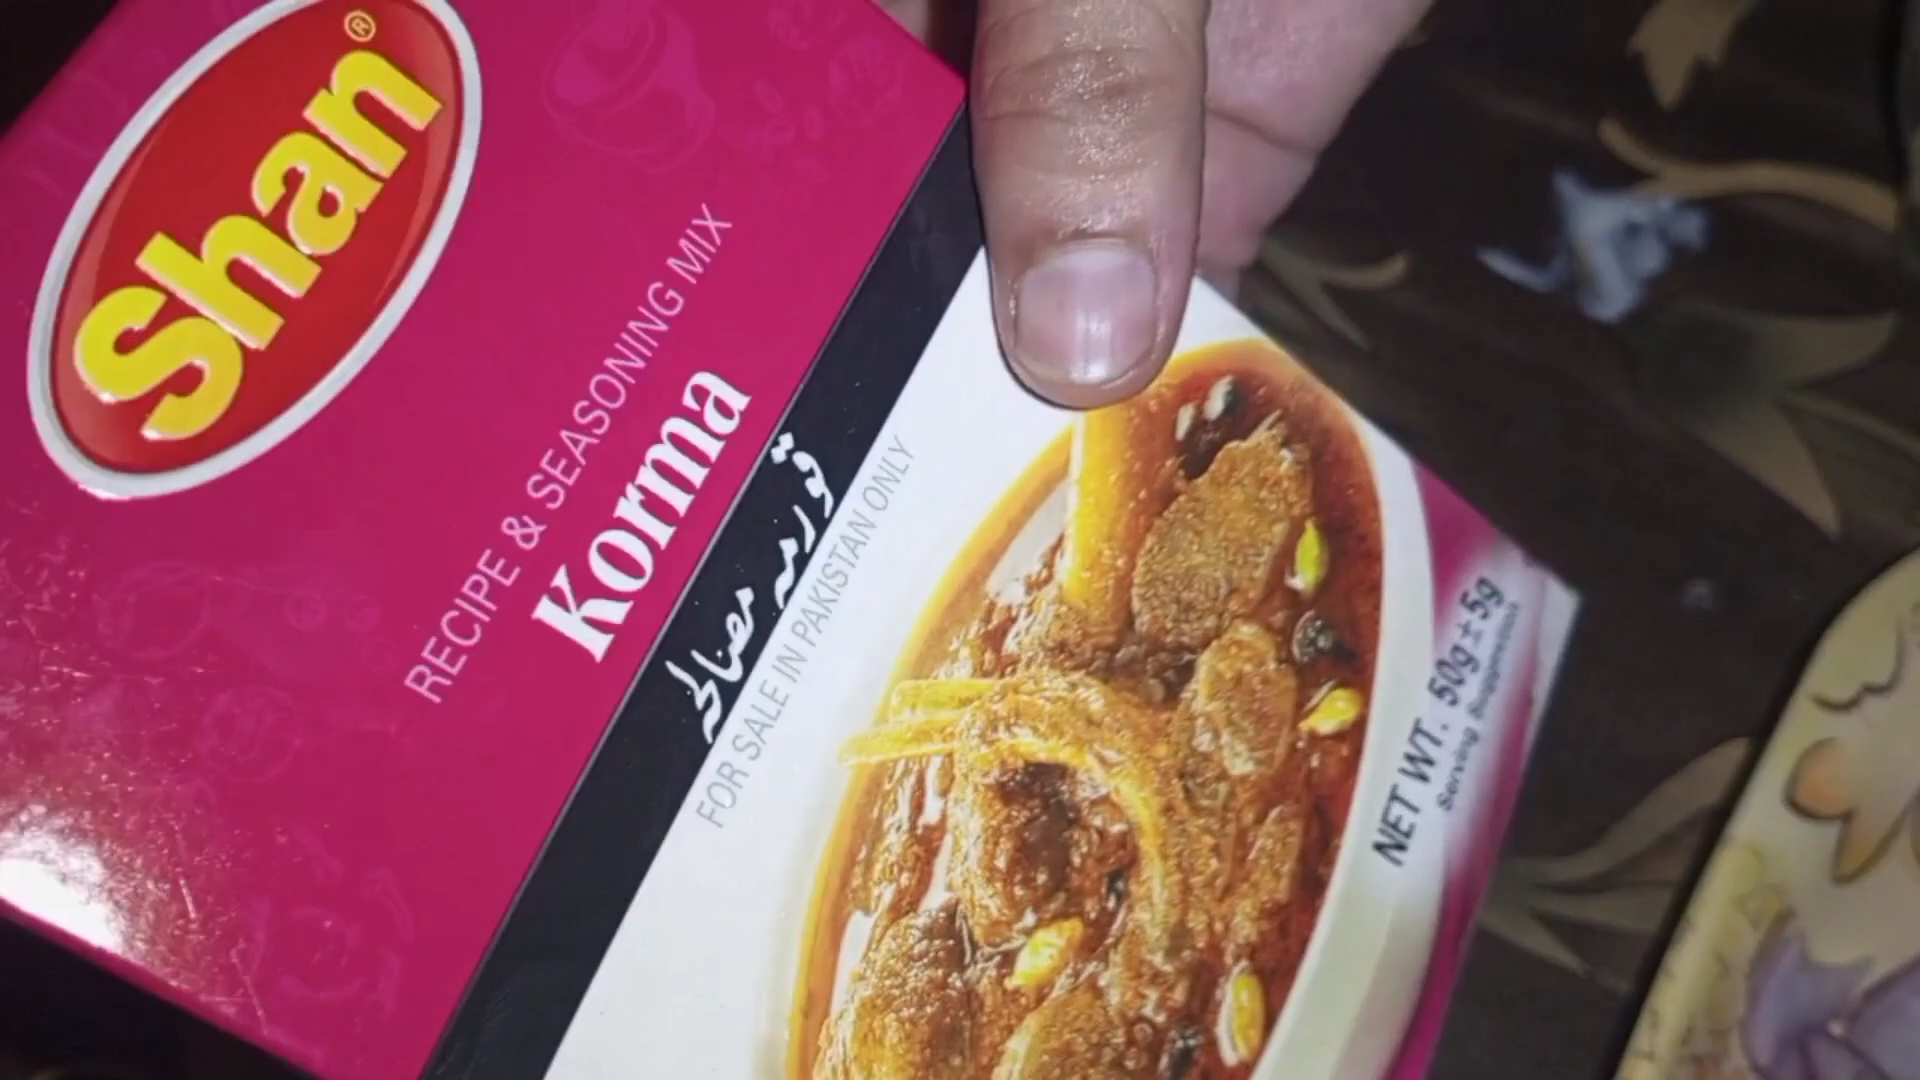 Shan®
RECIPE & SEASONING MIX
Korma
قورمہ مصالحہ
FOR SALE IN PAKISTAN ONLY
NET WT. 50g ± 5g
Serving Suggestion